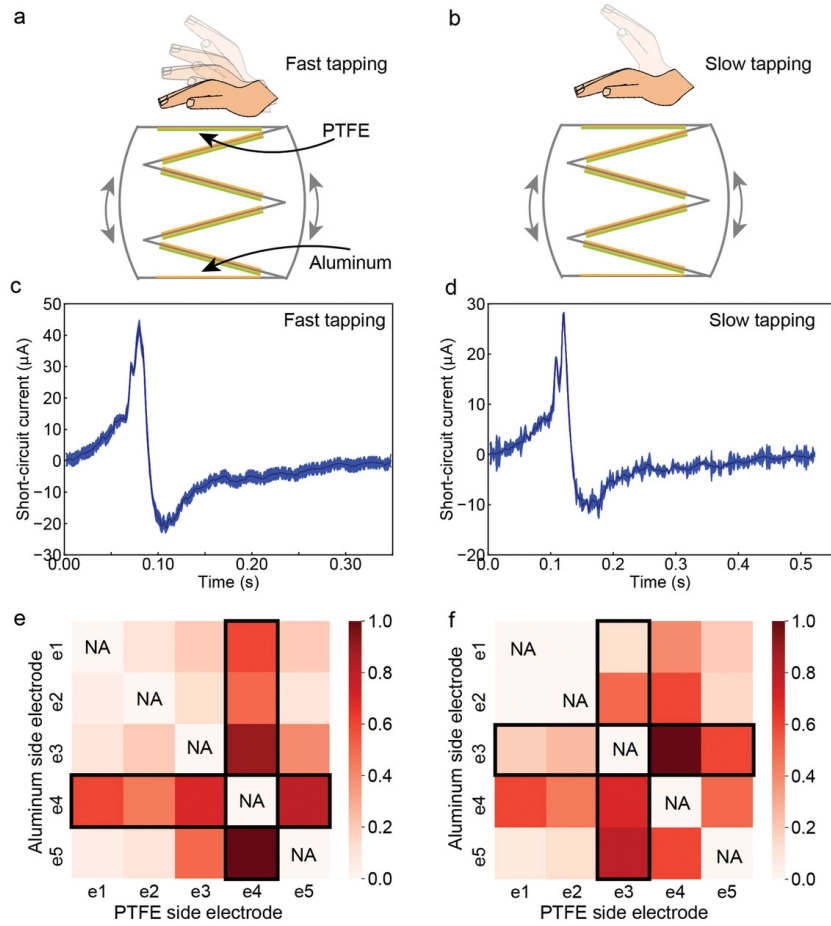 a
Fast tapping
PTFE
Aluminum
b
Slow tapping
c
Fast tapping
Short-circuit current (μA)
50
40
30
20
10
0
−10
−20
−30
0.00 0.10 0.20 0.30
Time (s)
d
Slow tapping
Short-circuit current (μA)
30
20
10
0
−10
−20
0.0 0.1 0.2 0.3 0.4 0.5
Time (s)
e
Aluminum side electrode
e1 NA
e2 NA
e3 NA
e4 NA
e5 NA
e1 e2 e3 e4 e5
PTFE side electrode
1.0
0.8
0.6
0.4
0.2
0.0
f
Aluminum side electrode
e1 NA
e2 NA
e3 NA
e4 NA
e5 NA
e1 e2 e3 e4 e5
PTFE side electrode
1.0
0.8
0.6
0.4
0.2
0.0